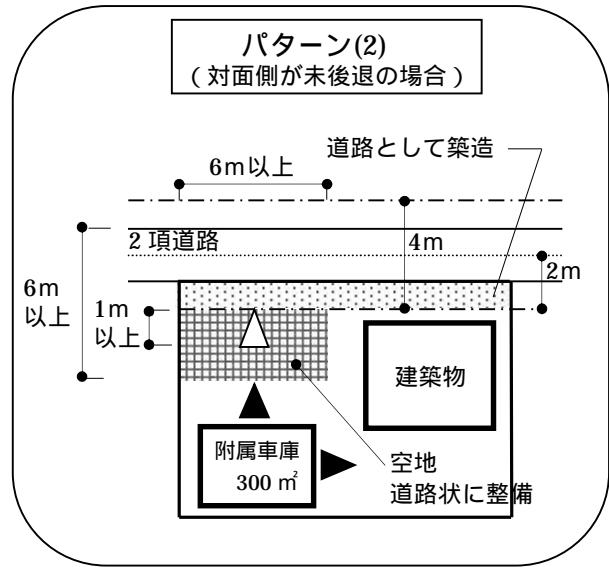 パターン(2)
（対面側が未後退の場合）
道路として築造
6m以上
2 項道路
4m
2m
6m
以上
1m
以上
建築物
附属車庫
300 ㎡
空地
道路状に整備